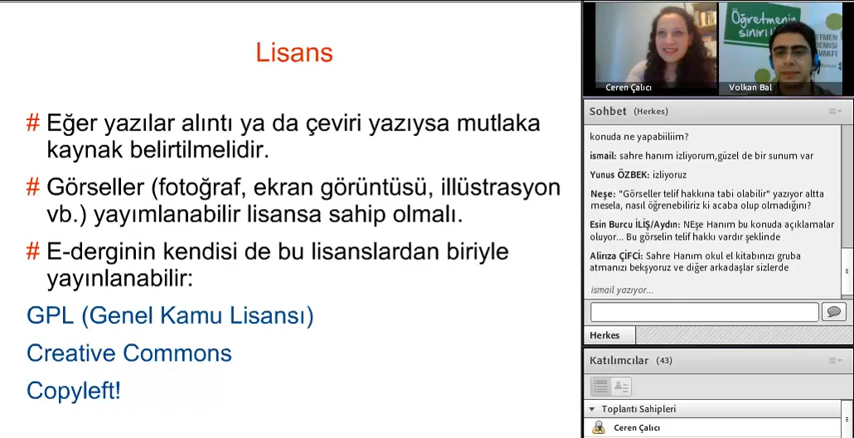 Lisans
# Eğer yazılar alıntı ya da çeviri yazıysa mutlaka
kaynak belirtilmelidir.
# Görseller (fotoğraf, ekran görüntüsü, illüstrasyon
vb.) yayımlanabilir lisansa sahip olmalı.
# E-derginin kendisi de bu lisanslardan biriyle
yayınlanabilir:
GPL (Genel Kamu Lisansı)
Creative Commons
Copyleft!
Öğretmenin
sınırı
Ceren Çalıcı
Volkan Bal
Sohbet (Herkes)
konuda ne yapabiliim?
ismail: sahre hanım izliyorum,güzel de bir sunum var
Yunus ÖZBEK: izliyoruz
Neşe: "Görseller telif hakkına tabi olabilir" yazıyor altta
mesela, nasıl öğrenebiliriz ki acaba olup olmadığını?
Esin Burcu İLİŞ/Aydın: NEşe Hanım bu konuda açıklamalar
oluyor... Bu görselin telif hakkı vardır şeklinde
Alirıza ÇİFCİ: Sahre Hanım okul el kitabınızı gruba
atmanızı bekşyoruz ve diğer arkadaşlar sizlerde
ismail yazıyor...
Herkes
Katılımcılar (43)
Toplantı Sahipleri
Ceren Çalıcı